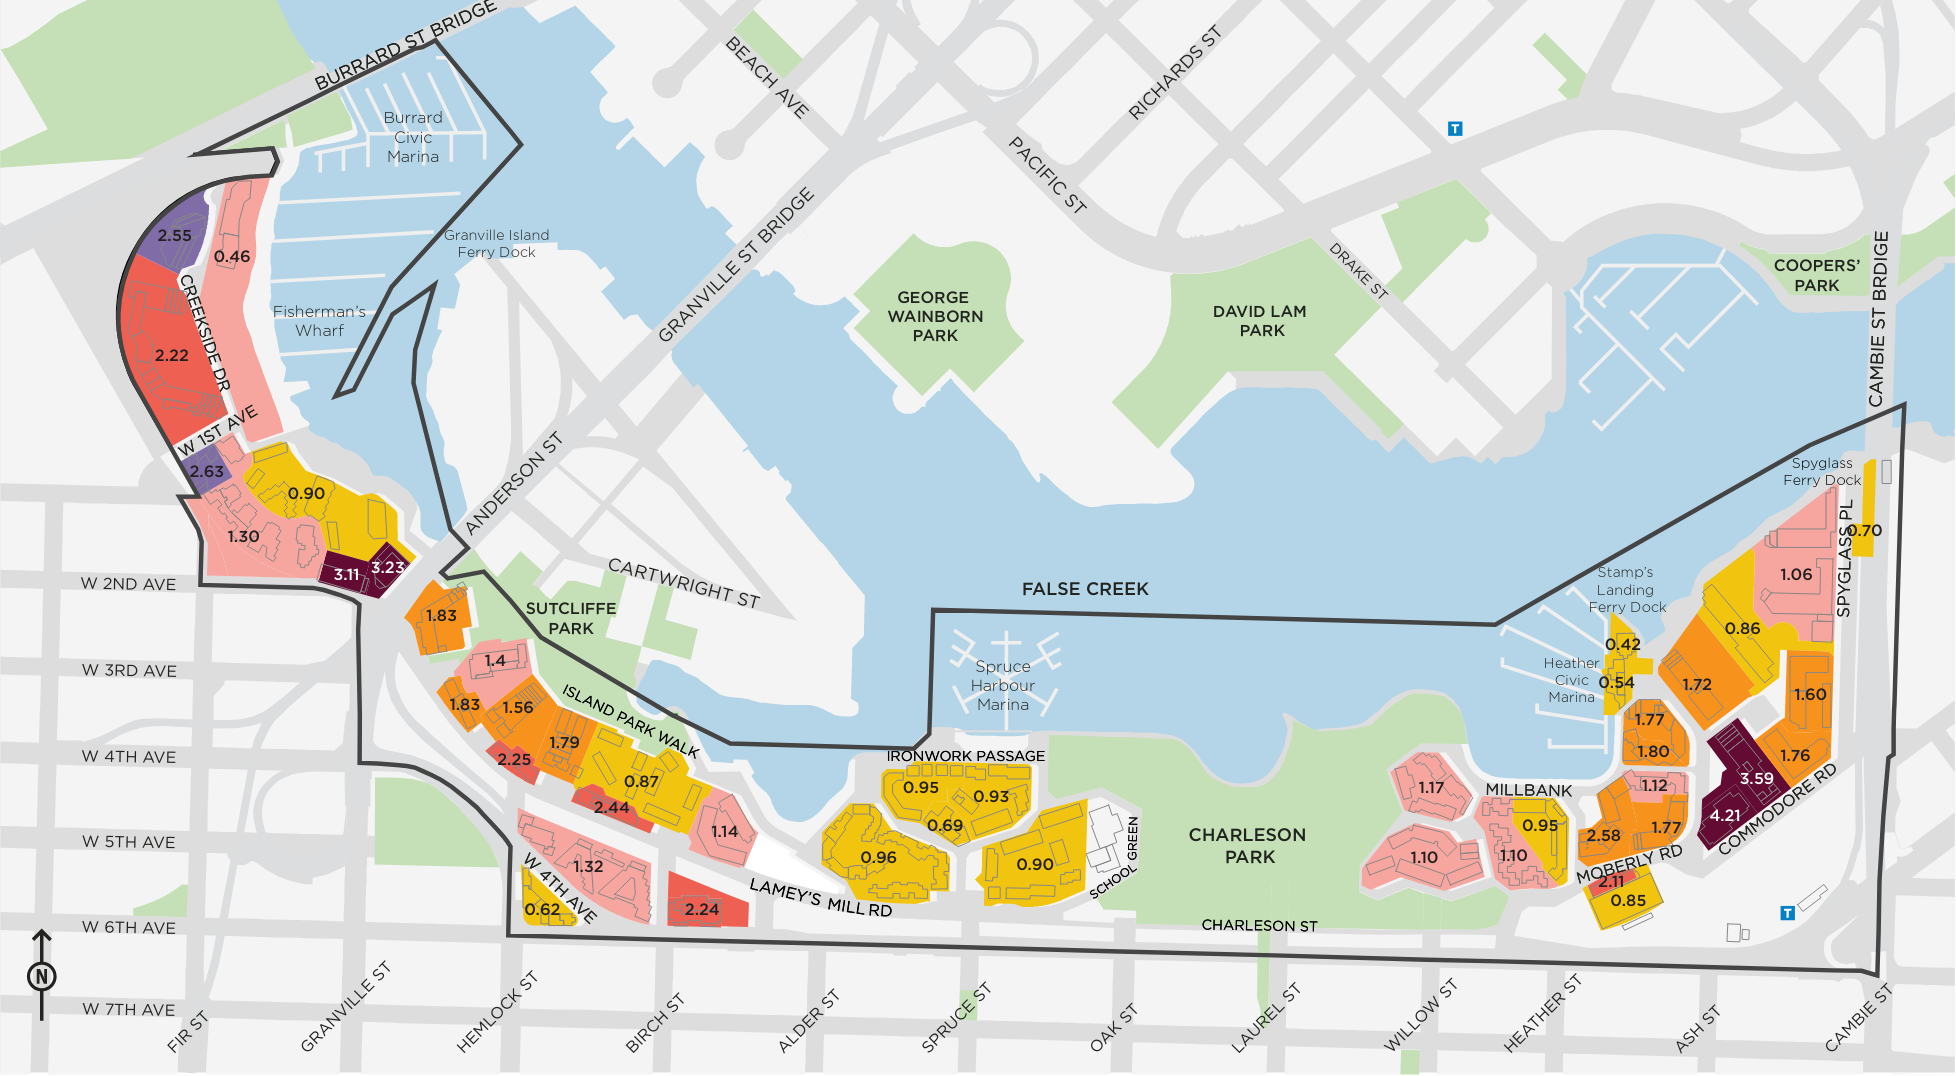 BURRARD ST BRIDGE
BEACH AVE
RICHARDS ST
T
Burrard
Civic
Marina
PACIFIC ST
GRANVILLE ST BRIDGE
Granville Island
Ferry Dock
2.55
0.46
CREEKSIDE DR
2.22
Fisherman's
Wharf
GEORGE
WAINBORN
PARK
DAVID LAM
PARK
DRAKE ST
COOPERS'
PARK
CAMBIE ST BRDIGE
W 1ST AVE
2.63
0.90
1.30
3.11
3.23
ANDERSON ST
CARTWRIGHT ST
SUTCLIFFE
PARK
FALSE CREEK
Spyglass
Ferry Dock
SPYGLASS PL
0.70
1.06
Stamp's
Landing
Ferry Dock
0.42
0.54
0.86
Heather
Civic
Marina
1.72
1.60
1.77
1.80
1.76
3.59
4.21
COMMODORE RD
W 2ND AVE
W 3RD AVE
W 4TH AVE
W 5TH AVE
W 6TH AVE
W 7TH AVE
1.83
1.4
1.83
1.56
1.79
2.25
ISLAND PARK WALK
0.87
2.44
1.14
1.32
W 4TH AVE
0.62
2.24
LAMEY'S MILL RD
Spruce
Harbour
Marina
IRONWORK PASSAGE
0.95
0.93
0.69
0.96
0.90
SCHOOL GREEN
CHARLESON
PARK
CHARLESON ST
1.17
MILLBANK
1.10
1.10
0.95
1.12
2.58
1.77
MOBERLY RD
2.11
0.85
T
N
FIR ST
GRANVILLE ST
HEMLOCK ST
BIRCH ST
ALDER ST
SPRUCE ST
OAK ST
LAUREL ST
WILLOW ST
HEATHER ST
ASH ST
CAMBIE ST